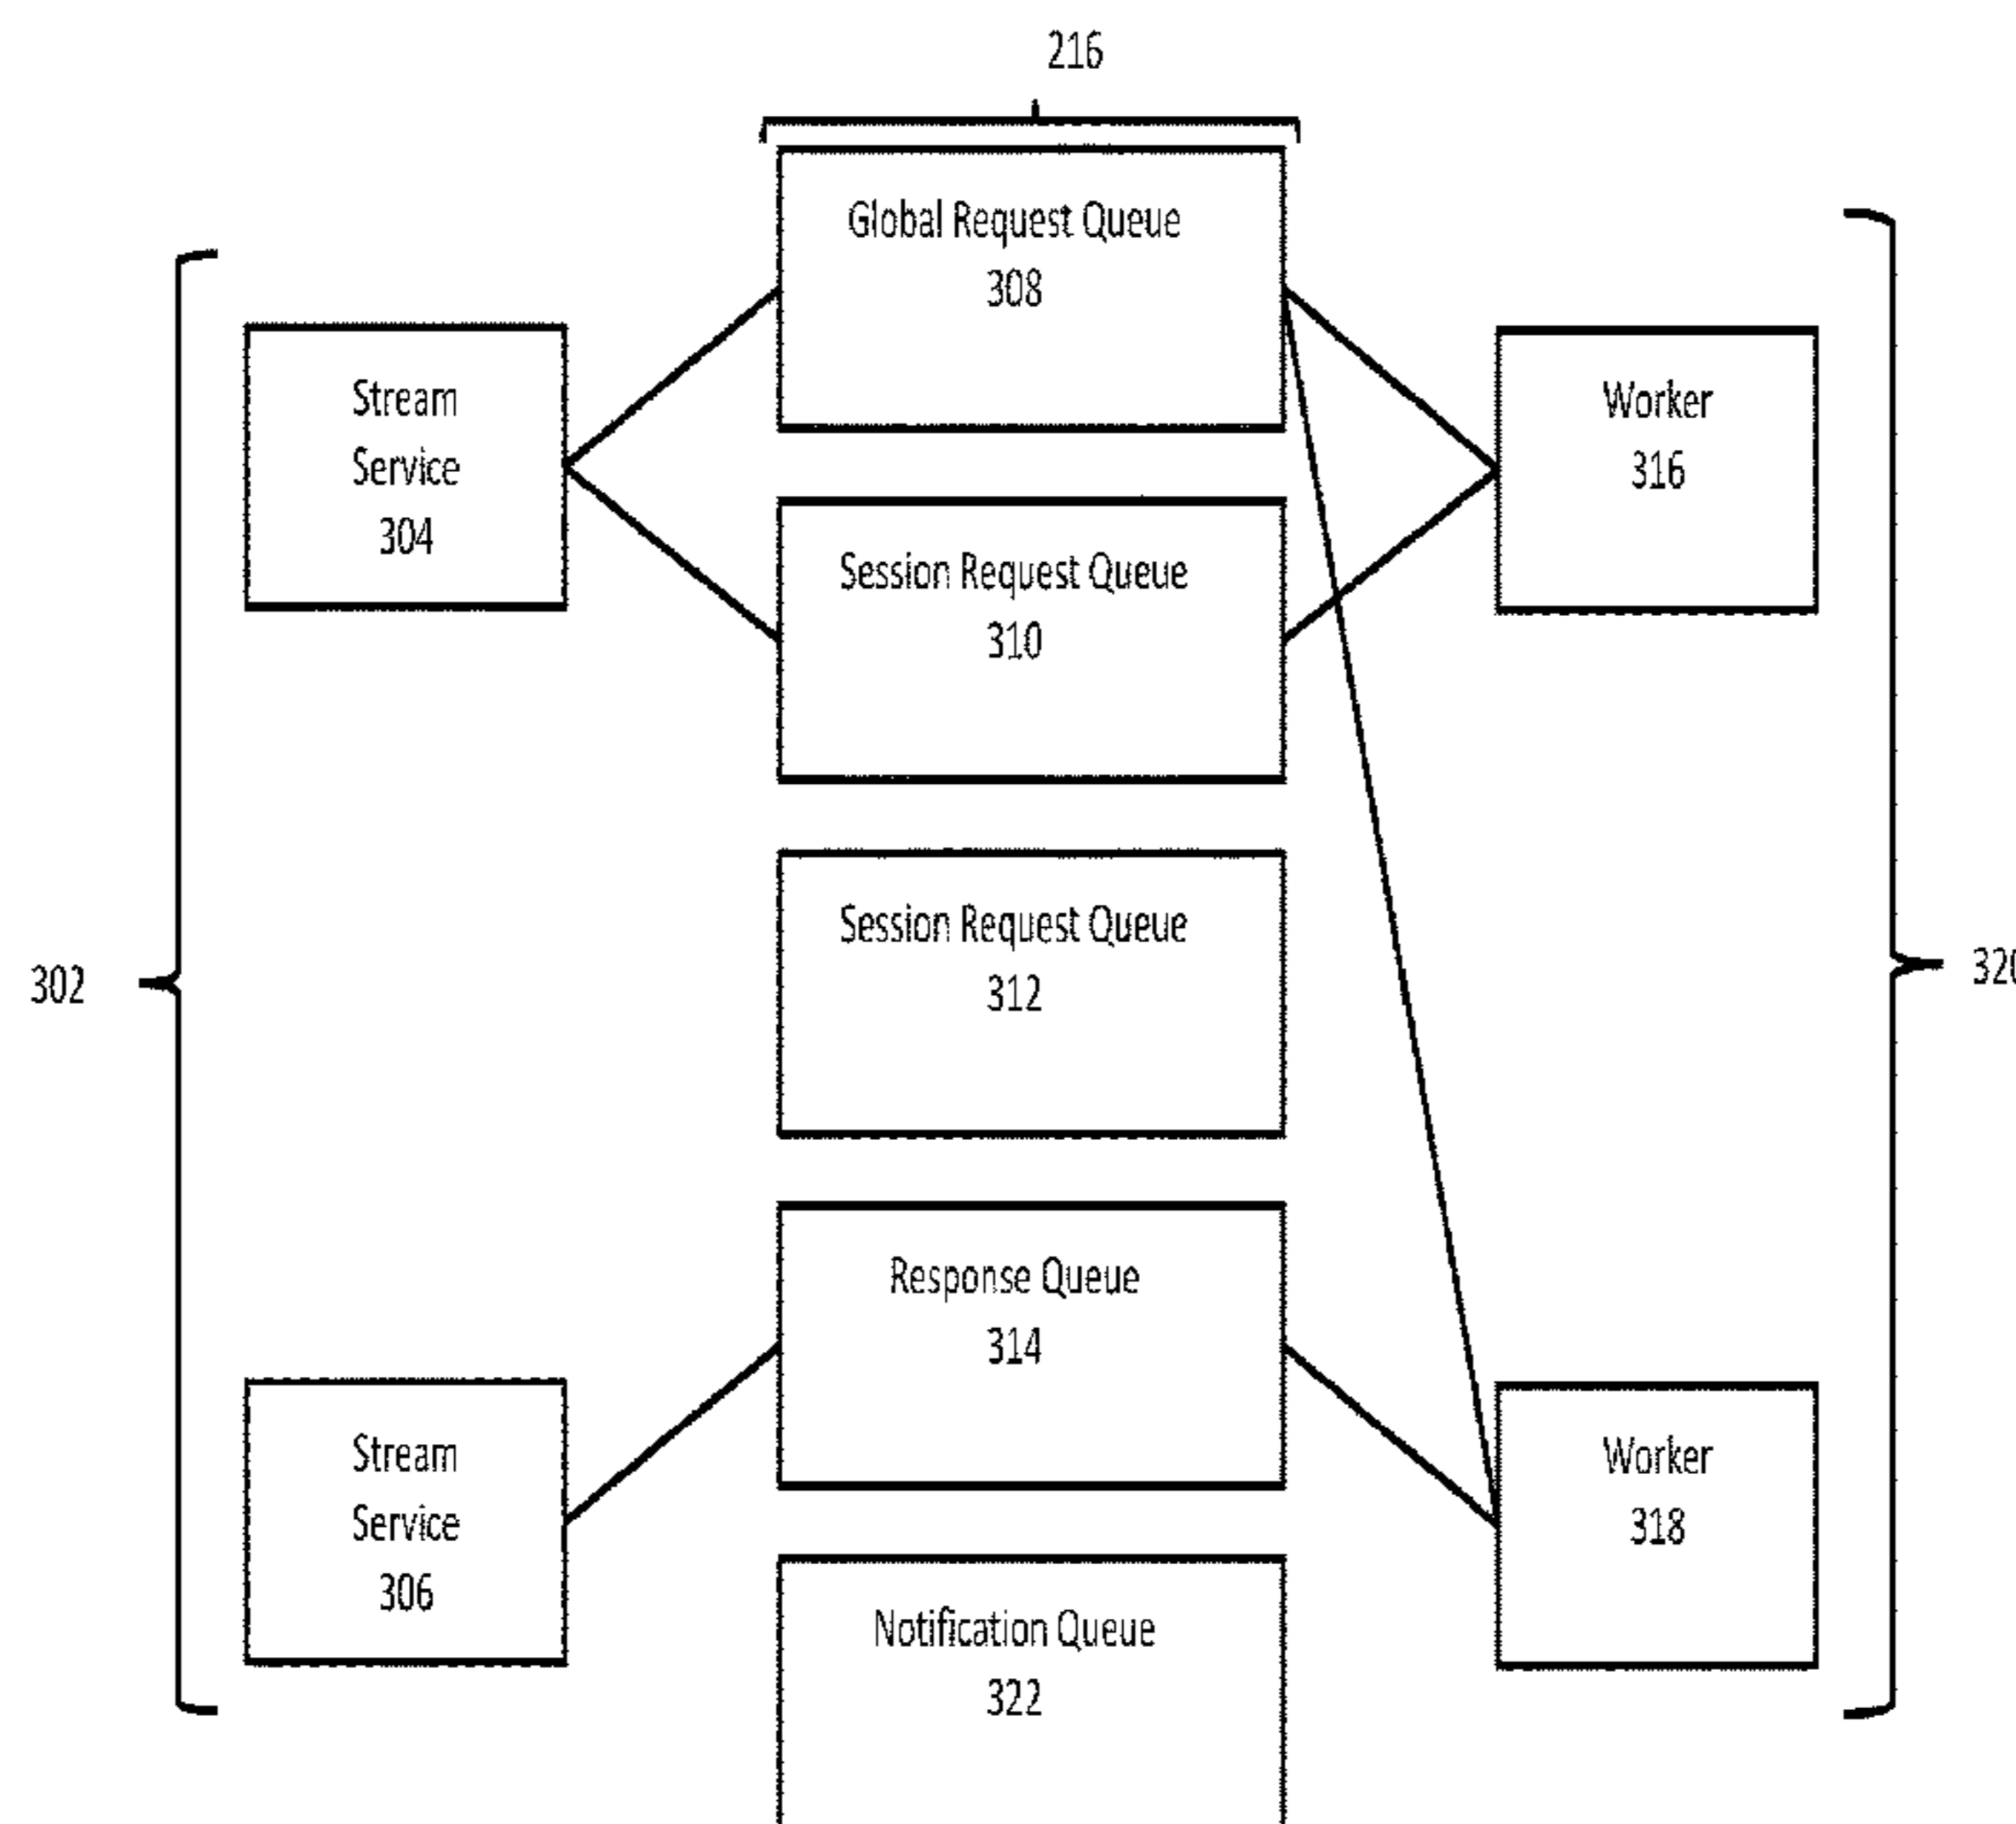 216
Global Request Queue
308
Stream
Service
304
Worker
316
Session Request Queue
310
Session Request Queue
312
302
320
Response Queue
314
Stream
Service
306
Worker
318
Notification Queue
322